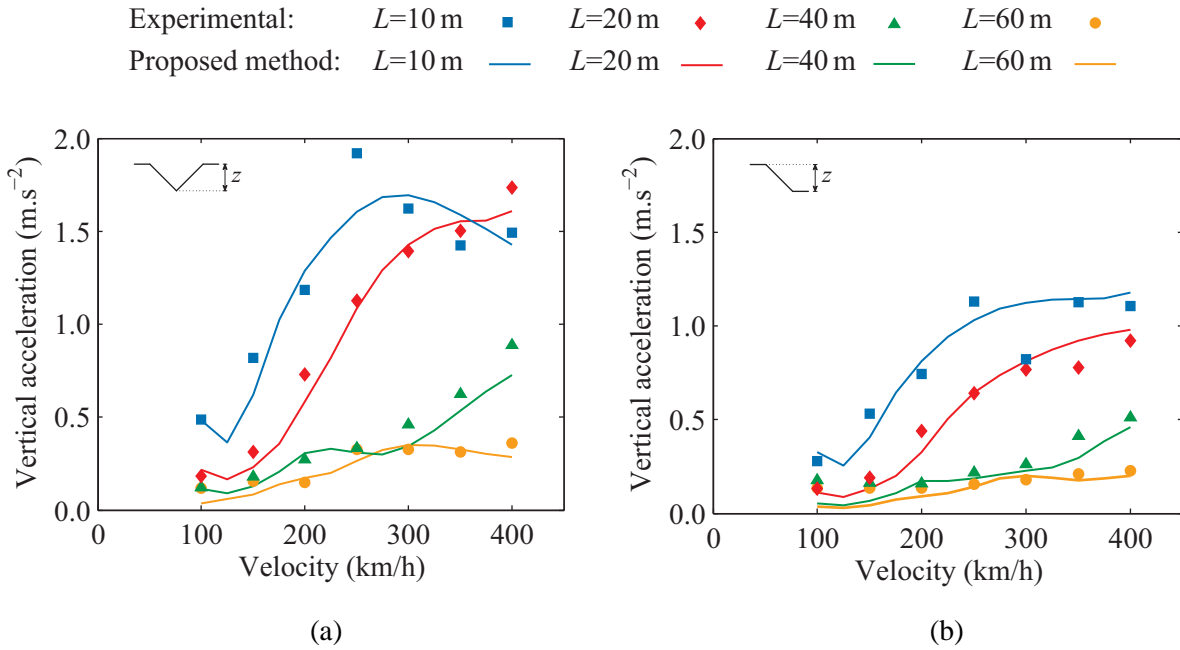 Experimental: L=10 m L=20 m L=40 m L=60 m
Proposed method: L=10 m L=20 m L=40 m L=60 m
2.0
1.5
1.0
0.5
0.0
Vertical acceleration (m.s⁻²)
z
0 100 200 300 400
Velocity (km/h)
(a)
2.0
1.5
1.0
0.5
0.0
Vertical acceleration (m.s⁻²)
z
0 100 200 300 400
Velocity (km/h)
(b)